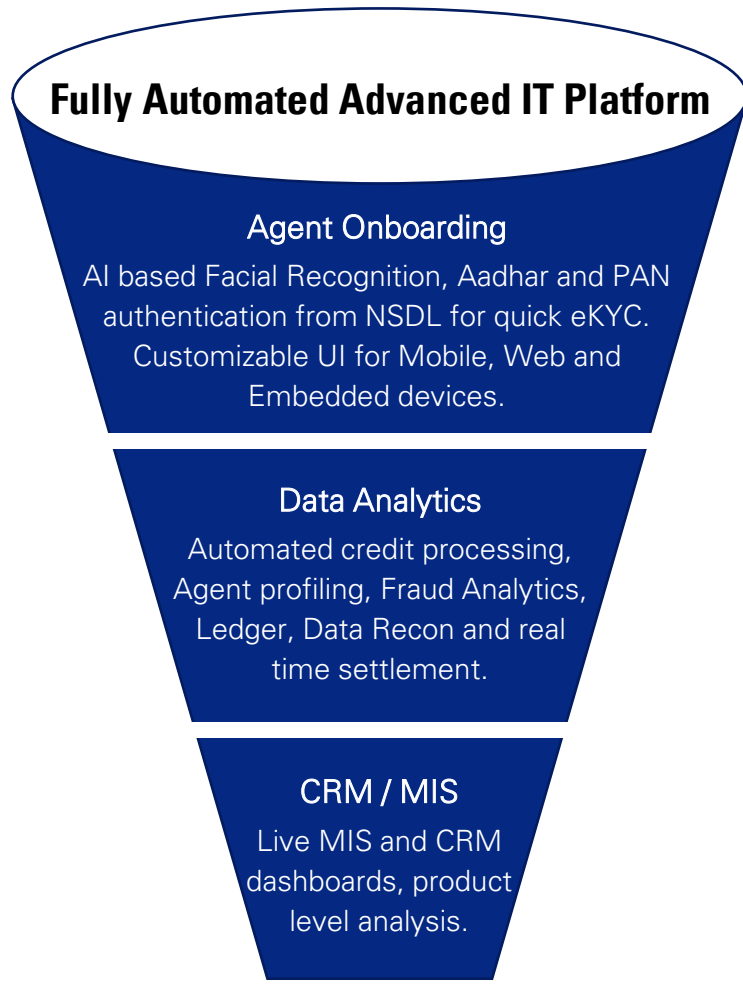 Fully Automated Advanced IT Platform
Agent Onboarding
AI based Facial Recognition, Aadhar and PAN
authentication from NSDL for quick eKYC.
Customizable UI for Mobile, Web and
Embedded devices.
Data Analytics
Automated credit processing,
Agent profiling, Fraud Analytics,
Ledger, Data Recon and real
time settlement.
CRM / MIS
Live MIS and CRM
dashboards, product
level analysis.